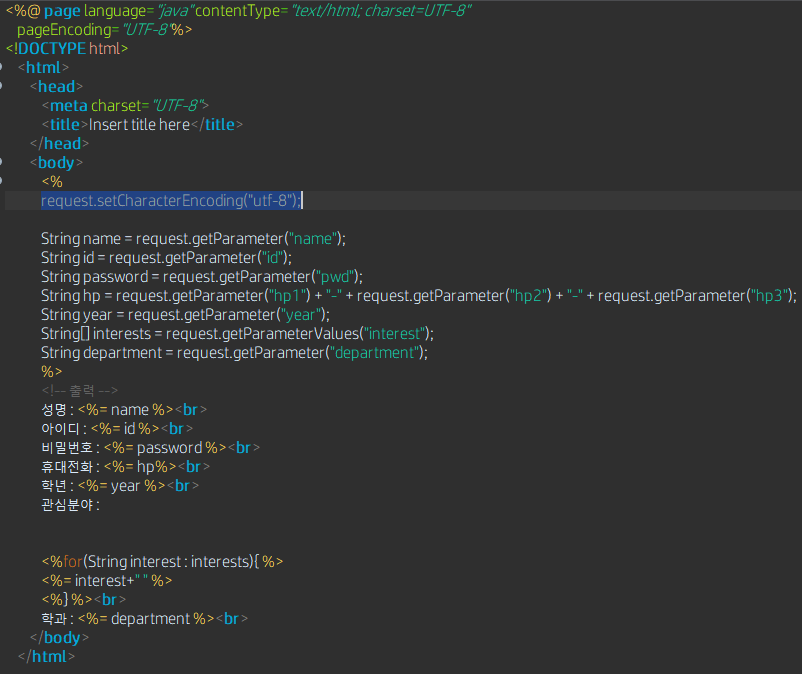 <%@ page language="java" contentType="text/html; charset=UTF-8"
pageEncoding="UTF-8"%>
<!DOCTYPE html>
<html>
<head>
<meta charset="UTF-8">
<title>Insert title here</title>
</head>
<body>
<%
request.setCharacterEncoding("utf-8");
String name = request.getParameter("name");
String id = request.getParameter("id");
String password = request.getParameter("pwd");
String hp = request.getParameter("hp1") + "-" + request.getParameter("hp2") + "-" + request.getParameter("hp3");
String year = request.getParameter("year");
String[] interests = request.getParameterValues("interest");
String department = request.getParameter("department");
%>
<!-- 출력 -->
성명 : <%= name %><br>
아이디 : <%= id %><br>
비밀번호 : <%= password %><br>
휴대전화 : <%= hp%><br>
학년 : <%= year %><br>
관심분야 :
<%for(String interest : interests){ %>
<%= interest+" " %>
<%} %><br>
학과 : <%= department %><br>
</body>
</html>